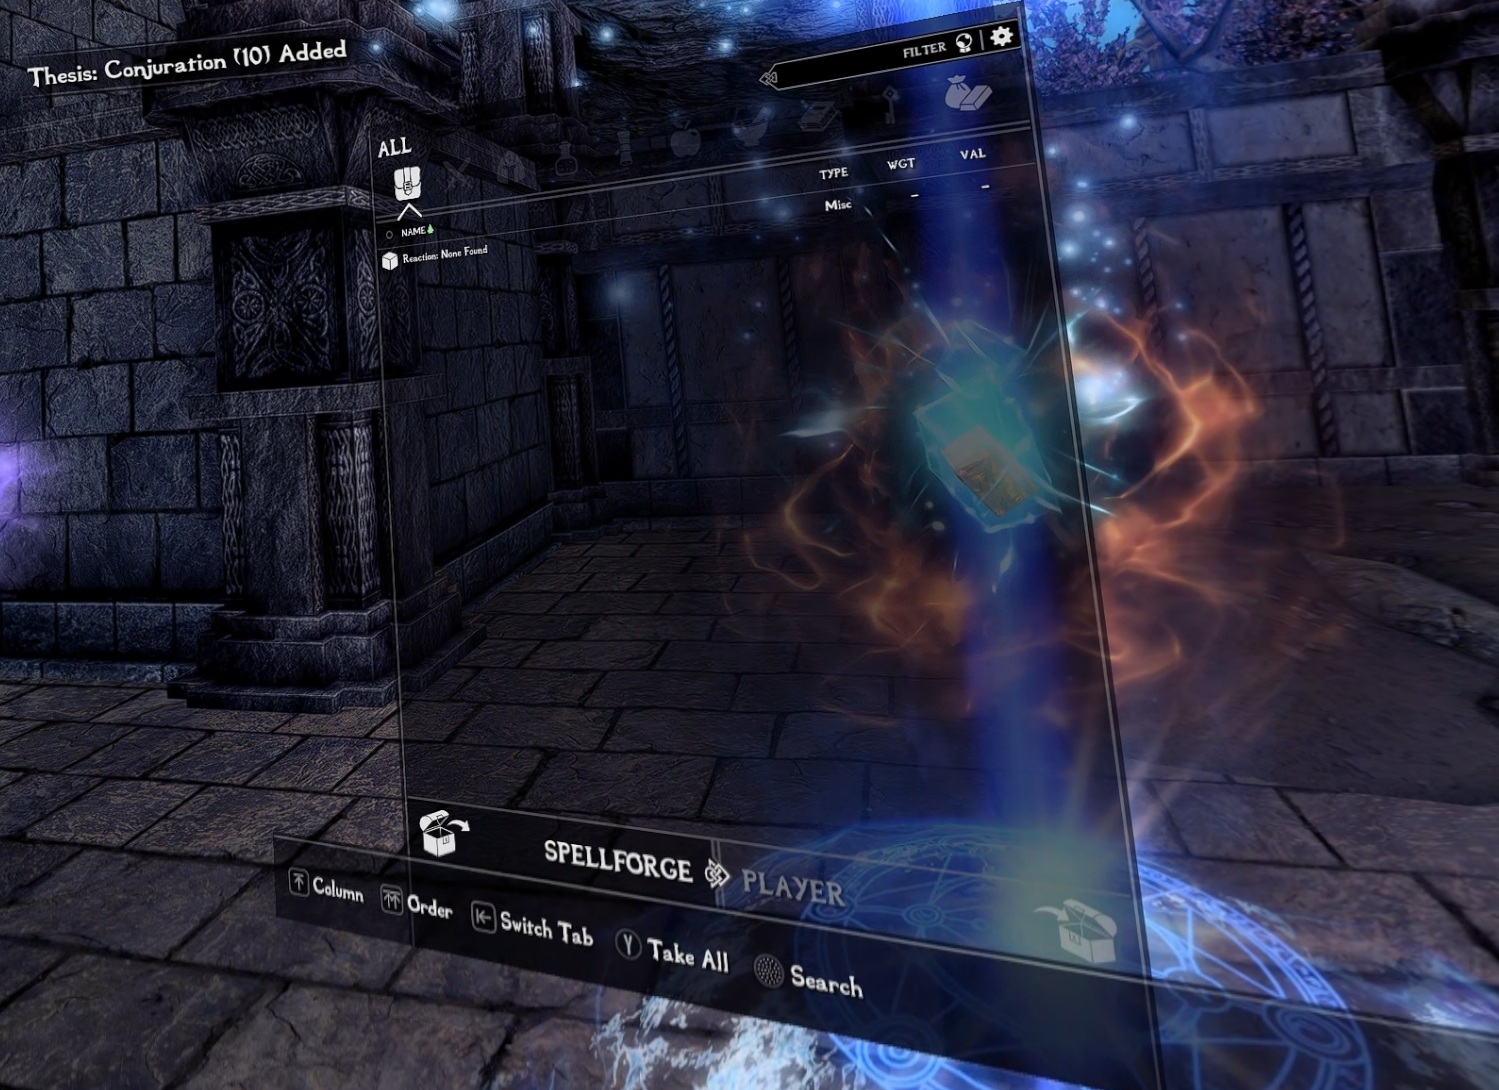 Thesis: Conjuration (10) Added
FILTER
ALL
NAME TYPE WGT VAL
Reaction: None Found Misc - -
SPELLFORGE PLAYER
Column Order Switch Tab Y Take All Search